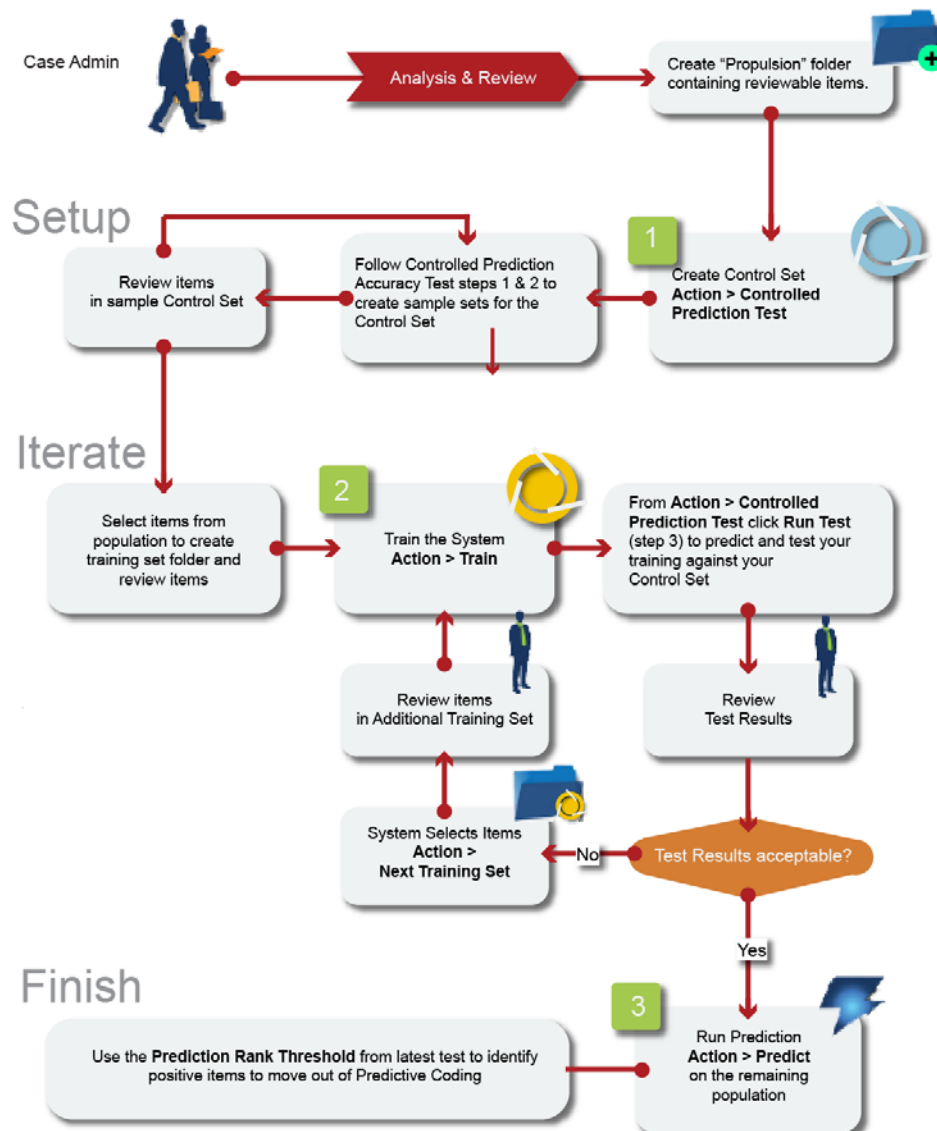 Case Admin
Analysis & Review
Create “Propulsion” folder
containing reviewable items.
Setup
1
Review items
in sample Control Set
Follow Controlled Prediction
Accuracy Test steps 1 & 2 to
create sample sets for the
Control Set
Create Control Set
Action > Controlled
Prediction Test
Iterate
2
Select items from
population to create
training set folder and
review items
Train the System
Action > Train
From Action > Controlled
Prediction Test click Run Test
(step 3) to predict and test your
training against your
Control Set
Review items
in Additional Training Set
Review
Test Results
System Selects Items
Action >
Next Training Set
No
Test Results acceptable?
Yes
Finish
3
Use the Prediction Rank Threshold from latest test to identify
positive items to move out of Predictive Coding
Run Prediction
Action > Predict
on the remaining
population